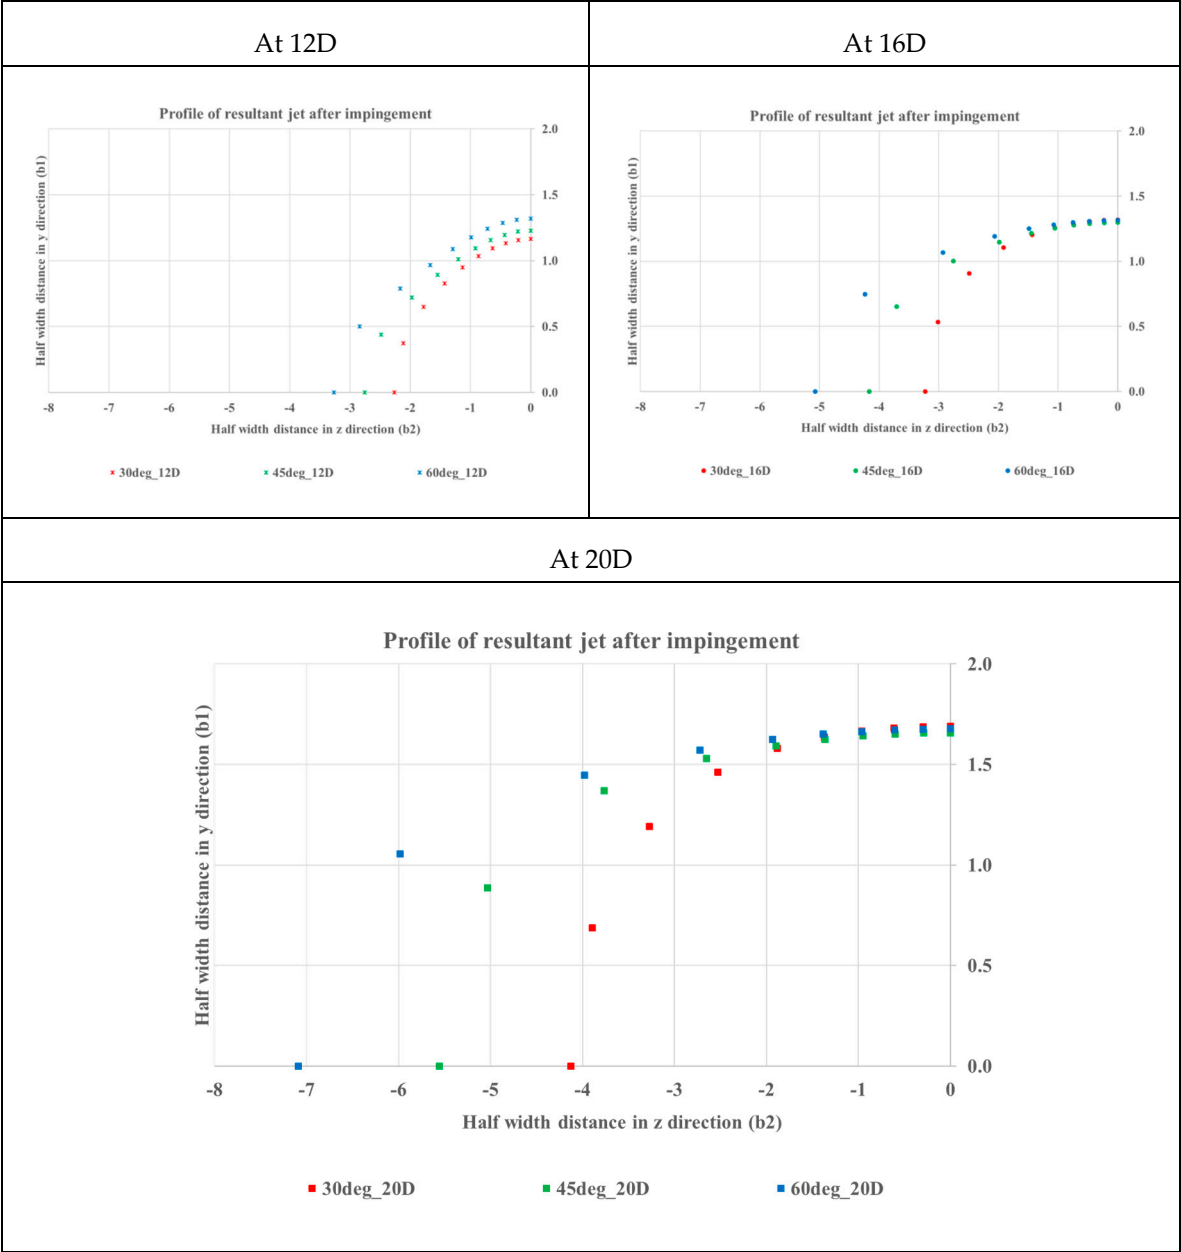 At 12D
At 16D
Profile of resultant jet after impingement
2.0
1.5
1.0
0.5
0.0
Half width distance in y direction (b1)
-8 -7 -6 -5 -4 -3 -2 -1 0
Half width distance in z direction (b2)
30deg_12D 45deg_12D 60deg_12D
Profile of resultant jet after impingement
2.0
1.5
1.0
0.5
0.0
Half width distance in y direction (b1)
-8 -7 -6 -5 -4 -3 -2 -1 0
Half width distance in z direction (b2)
30deg_16D 45deg_16D 60deg_16D
At 20D
Profile of resultant jet after impingement
2.0
1.5
1.0
0.5
0.0
Half width distance in y direction (b1)
-8 -7 -6 -5 -4 -3 -2 -1 0
Half width distance in z direction (b2)
30deg_20D 45deg_20D 60deg_20D